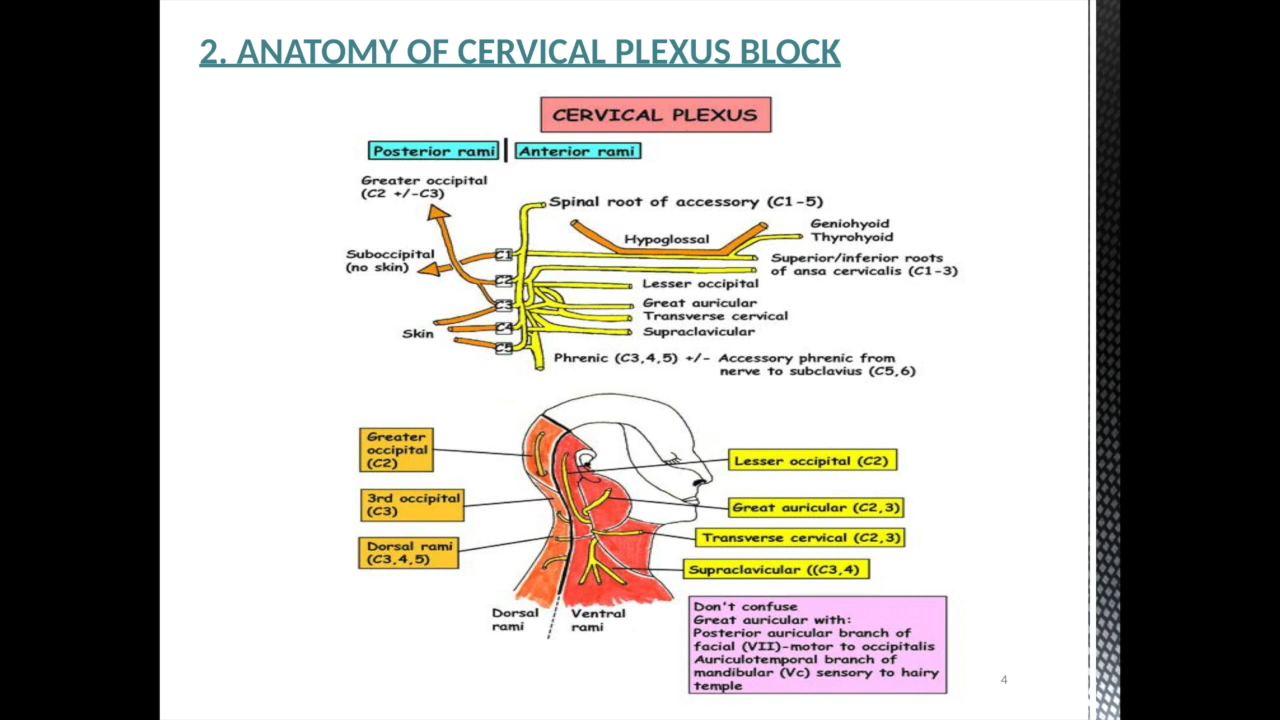 2. ANATOMY OF CERVICAL PLEXUS BLOCK
CERVICAL PLEXUS
Posterior rami
Anterior rami
Greater occipital
(C2 +/-C3)
Spinal root of accessory (C1-5)
Geniohyoid
Thyrohyoid
Hypoglossal
Suboccipital
(no skin)
C1
Superior/inferior roots
of ansa cervicalis (C1-3)
C2
Lesser occipital
C3
Great auricular
Transverse cervical
C4
Supraclavicular
Skin
C5
Phrenic (C3,4,5) +/- Accessory phrenic from
nerve to subclavius (C5,6)
Greater
occipital
(C2)
Lesser occipital (C2)
3rd occipital
(C3)
Great auricular (C2,3)
Transverse cervical (C2,3)
Dorsal rami
(C3,4,5)
Supraclavicular ((C3,4)
Dorsal
rami
Ventral
rami
Don't confuse
Great auricular with:
Posterior auricular branch of
facial (VII)-motor to occipitalis
Auriculotemporal branch of
mandibular (Vc) sensory to hairy
temple
4